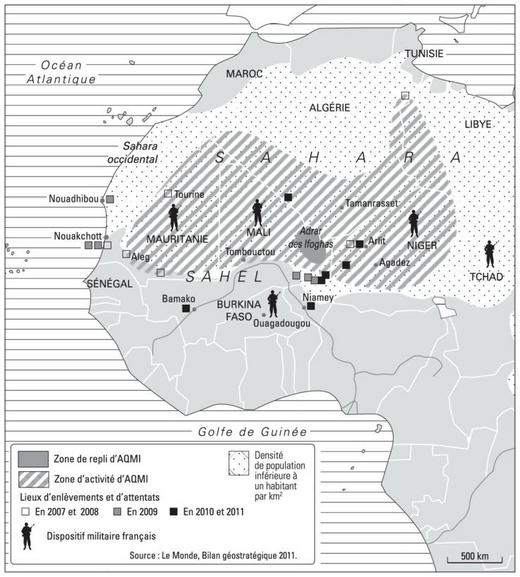 Océan
Atlantique
MAROC
TUNISIE
ALGÉRIE
LIBYE
Sahara
occidental
SAHARA
Nouadhibou
Tourine
Tamanrasset
Nouakchott
MAURITANIE
MALI
Adrar
des Ifoghas
Arlit
NIGER
Aleg
Tombouctou
Agadez
TCHAD
SAHEL
SÉNÉGAL
Bamako
BURKINA
FASO
Niamey
Ouagadougou
Golfe de Guinée
Zone de repli d'AQMI
Zone d'activité d'AQMI
Densité
de population
inférieure à
un habitant
par km²
Lieux d'enlèvements et d'attentats
En 2007 et 2008
En 2009
En 2010 et 2011
Dispositif militaire français
Source : Le Monde, Bilan géostratégique 2011.
500 km